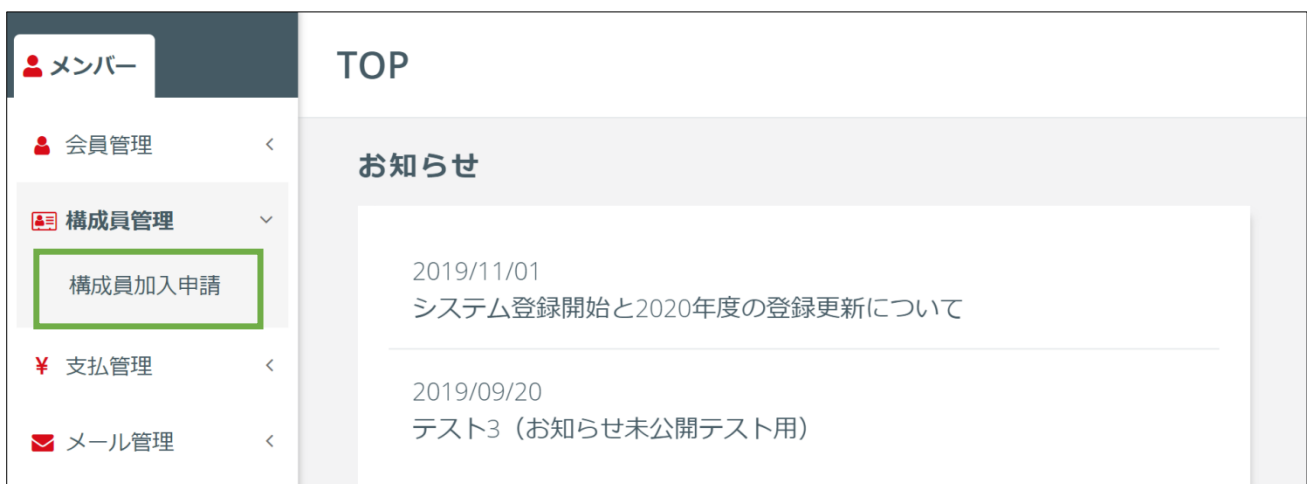 メンバー
会員管理
構成員管理
構成員加入申請
¥ 支払管理
メール管理
TOP
お知らせ
2019/11/01
システム登録開始と2020年度の登録更新について
2019/09/20
テスト3（お知らせ未公開テスト用）